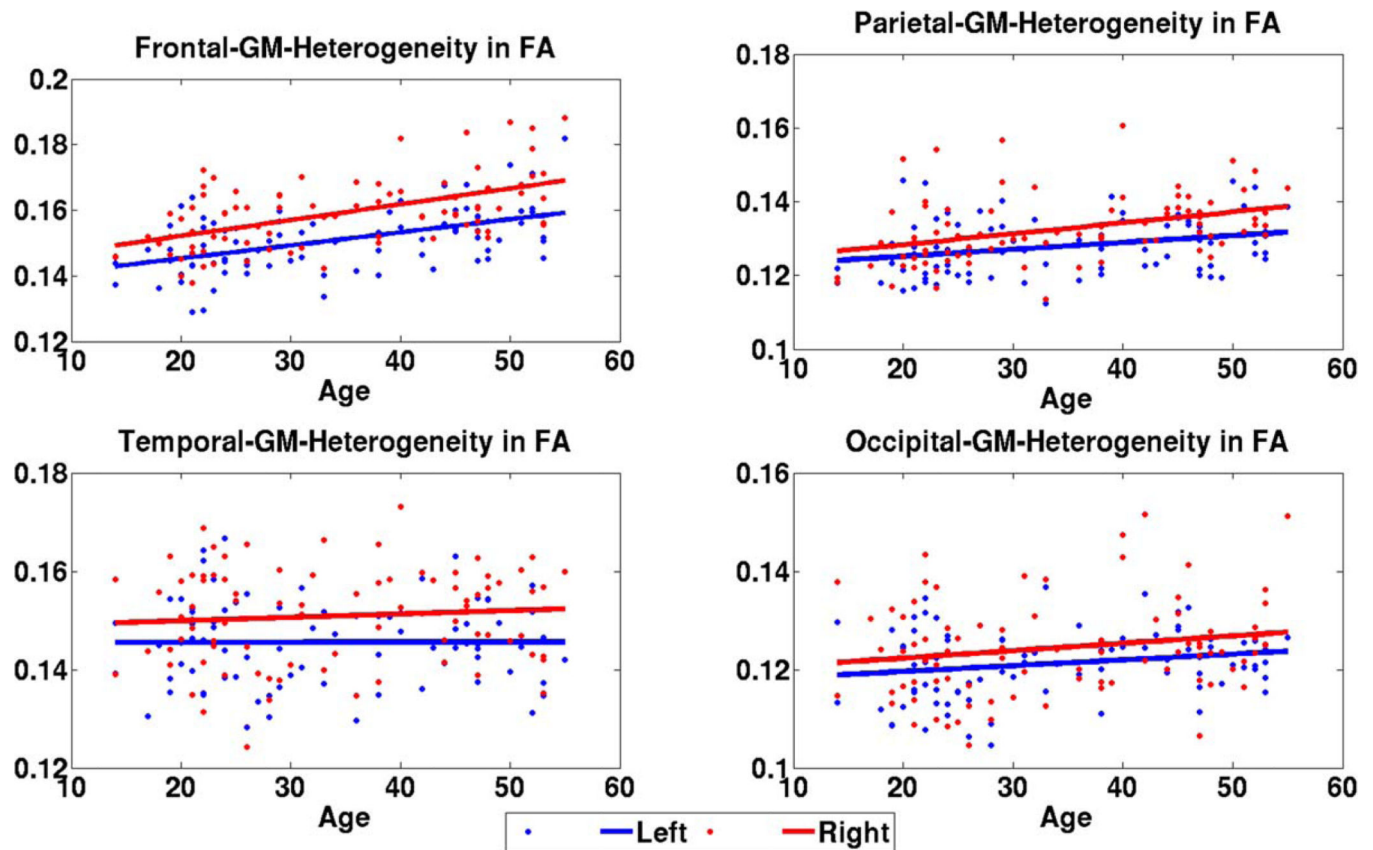 Frontal-GM-Heterogeneity in FA
0.2
0.18
0.16
0.14
0.12
10 20 30 40 50 60
Age
Parietal-GM-Heterogeneity in FA
0.18
0.16
0.14
0.12
0.1
10 20 30 40 50 60
Age
Temporal-GM-Heterogeneity in FA
0.18
0.16
0.14
0.12
10 20 30 40 50 60
Age
Occipital-GM-Heterogeneity in FA
0.16
0.14
0.12
0.1
10 20 30 40 50 60
Age
Left Right